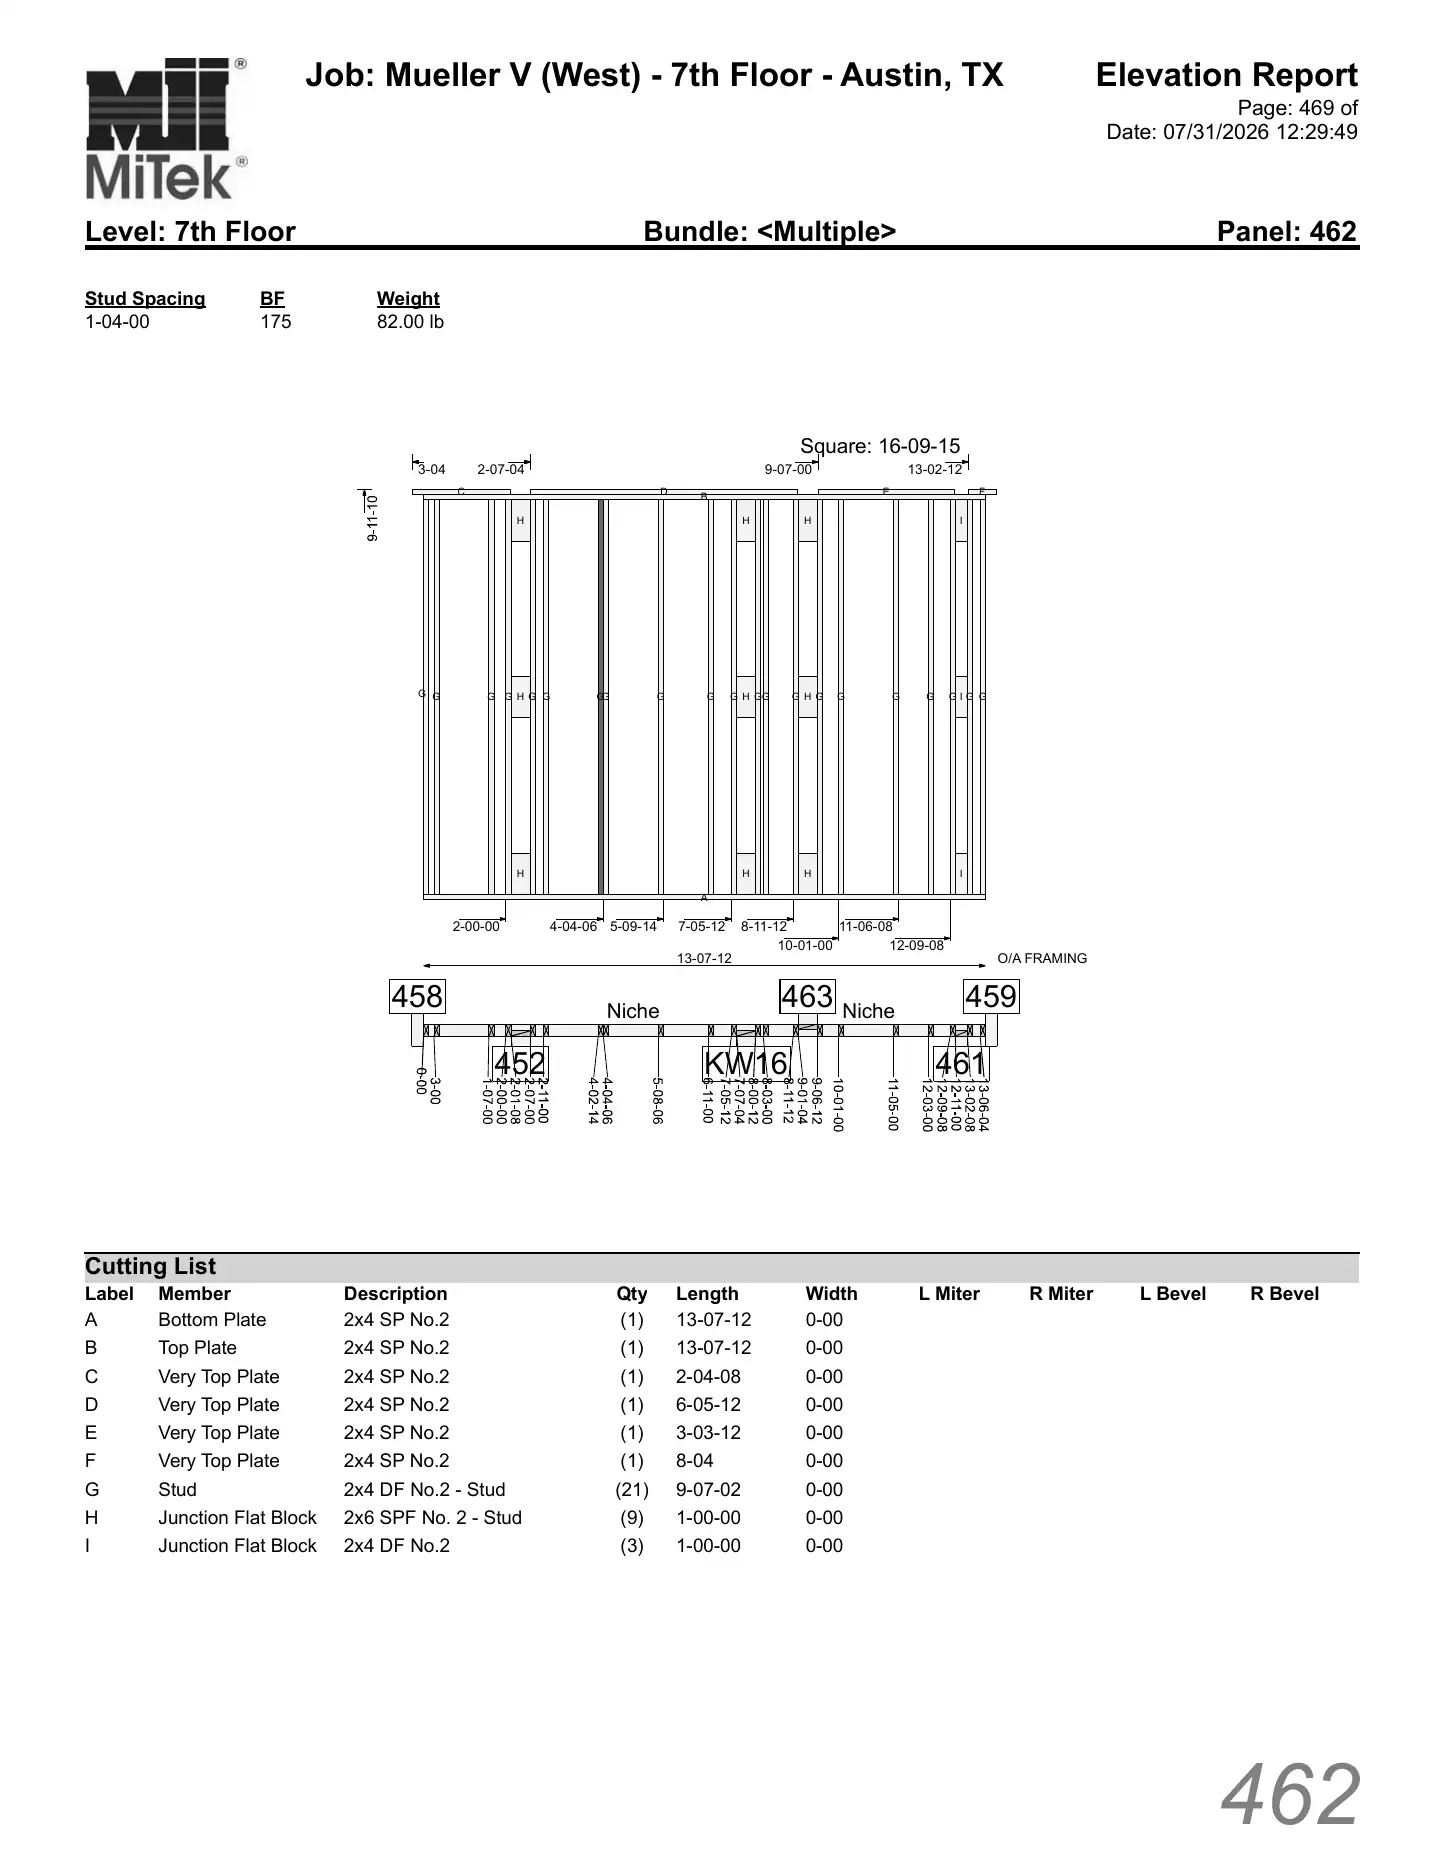 MiTek®
Job: Mueller V (West) - 7th Floor - Austin, TX
Elevation Report
Page: 469 of
Date: 07/31/2026 12:29:49
Level: 7th Floor Bundle: <Multiple> Panel: 462
Stud Spacing BF Weight
1-04-00 175 82.00 lb
Square: 16-09-15
3-04 2-07-04 9-07-00 13-02-12
9-11-10
C D B E F
H H H I
G G G G H G G G G G G G H G G G H G G G G G I G G
H H H I
A
2-00-00 4-04-06 5-09-14 7-05-12 8-11-12 11-06-08
10-01-00 12-09-08
13-07-12 O/A FRAMING
458 463 459
Niche Niche
452 KW16 461
0-00 3-00 1-07-00 2-00-00 2-01-08 2-07-00 2-11-00 4-02-14 4-04-06 5-08-06 6-11-00 7-05-12 7-07-04 8-00-12 8-03-00 8-11-12 9-01-04 9-06-12 10-01-00 11-05-00 12-03-00 12-09-08 12-11-00 13-02-08 13-06-04
Cutting List
Label Member Description Qty Length Width L Miter R Miter L Bevel R Bevel
A Bottom Plate 2x4 SP No.2 (1) 13-07-12 0-00
B Top Plate 2x4 SP No.2 (1) 13-07-12 0-00
C Very Top Plate 2x4 SP No.2 (1) 2-04-08 0-00
D Very Top Plate 2x4 SP No.2 (1) 6-05-12 0-00
E Very Top Plate 2x4 SP No.2 (1) 3-03-12 0-00
F Very Top Plate 2x4 SP No.2 (1) 8-04 0-00
G Stud 2x4 DF No.2 - Stud (21) 9-07-02 0-00
H Junction Flat Block 2x6 SPF No. 2 - Stud (9) 1-00-00 0-00
I Junction Flat Block 2x4 DF No.2 (3) 1-00-00 0-00
462